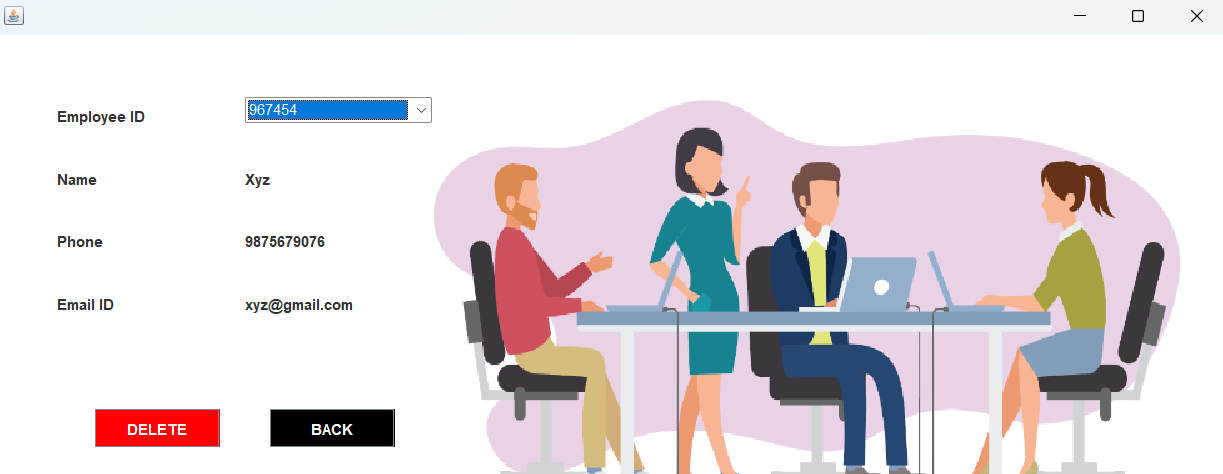 Employee ID 967454
Name Xyz
Phone 9875679076
Email ID xyz@gmail.com
DELETE BACK